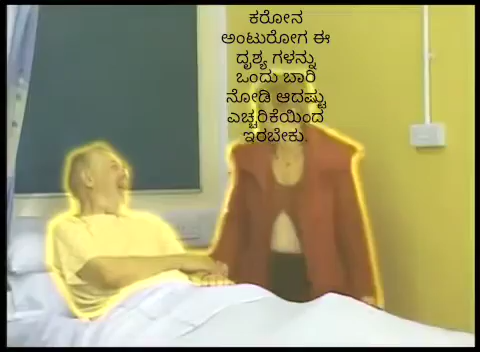 ಕರೋನ
ಅಂಟುರೋಗ ಈ
ದೃಶ್ಯ ಗಳನ್ನು
ಒಂದು ಬಾರಿ
ನೋಡಿ ಆದಷ್ಟು
ಎಚ್ಚರಿಕೆಯಿಂದ
ಇರಬೇಕು.